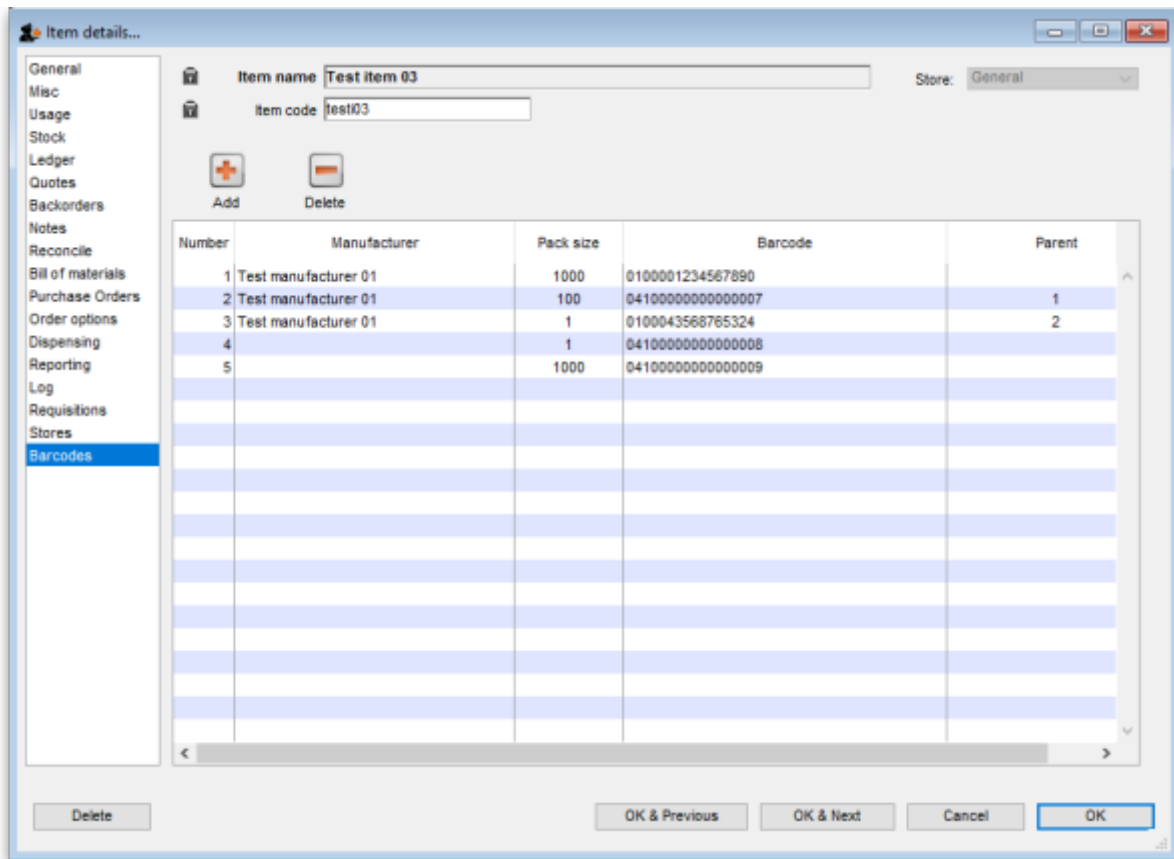 Item details...
General
Misc
Usage
Stock
Ledger
Quotes
Backorders
Notes
Reconcile
Bill of materials
Purchase Orders
Order options
Dispensing
Reporting
Log
Requisitions
Stores
Barcodes
Item name Test item 03 Store: General
Item code testi03
Add Delete
Number Manufacturer Pack size Barcode Parent
1 Test manufacturer 01 1000 0100001234567890
2 Test manufacturer 01 100 04100000000000007 1
3 Test manufacturer 01 1 0100043568765324 2
4 1 04100000000000008
5 1000 04100000000000009
Delete OK & Previous OK & Next Cancel OK